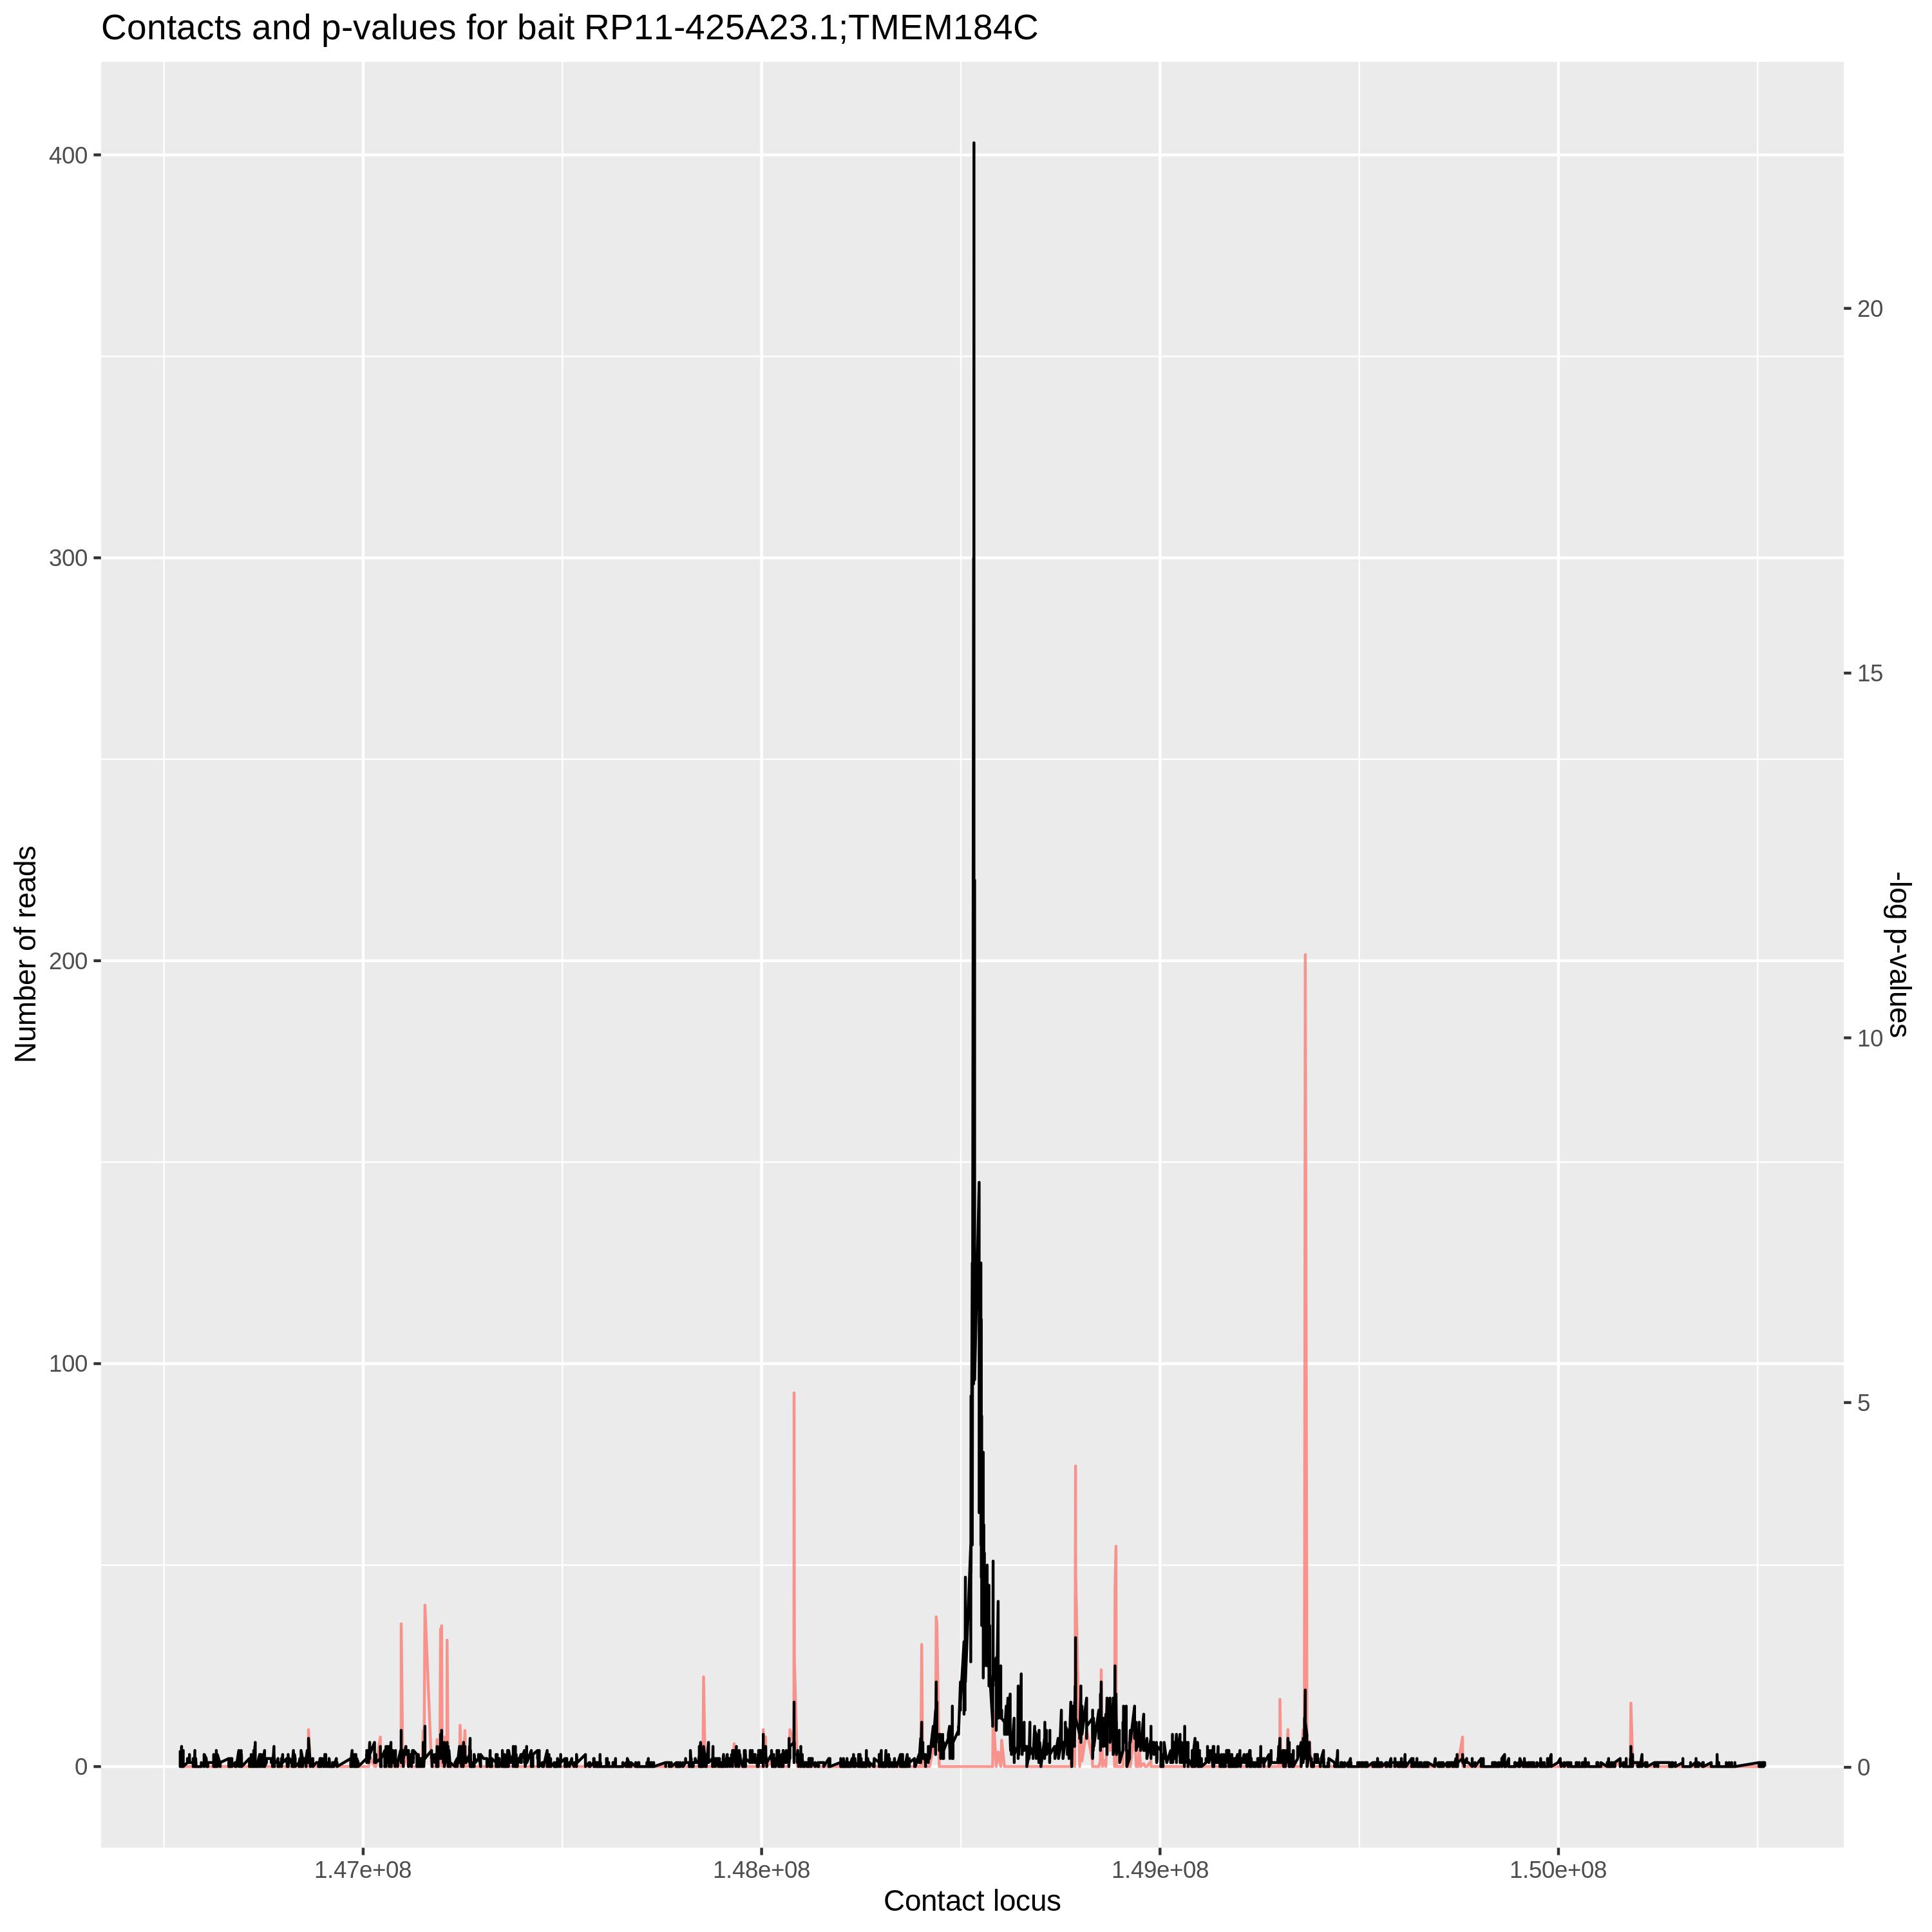 Contacts and p-values for bait RP11-425A23.1;TMEM184C
400
300
200
100
0
Number of reads
20
15
10
5
0
-log p-values
1.47e+08
1.48e+08
1.49e+08
1.50e+08
Contact locus